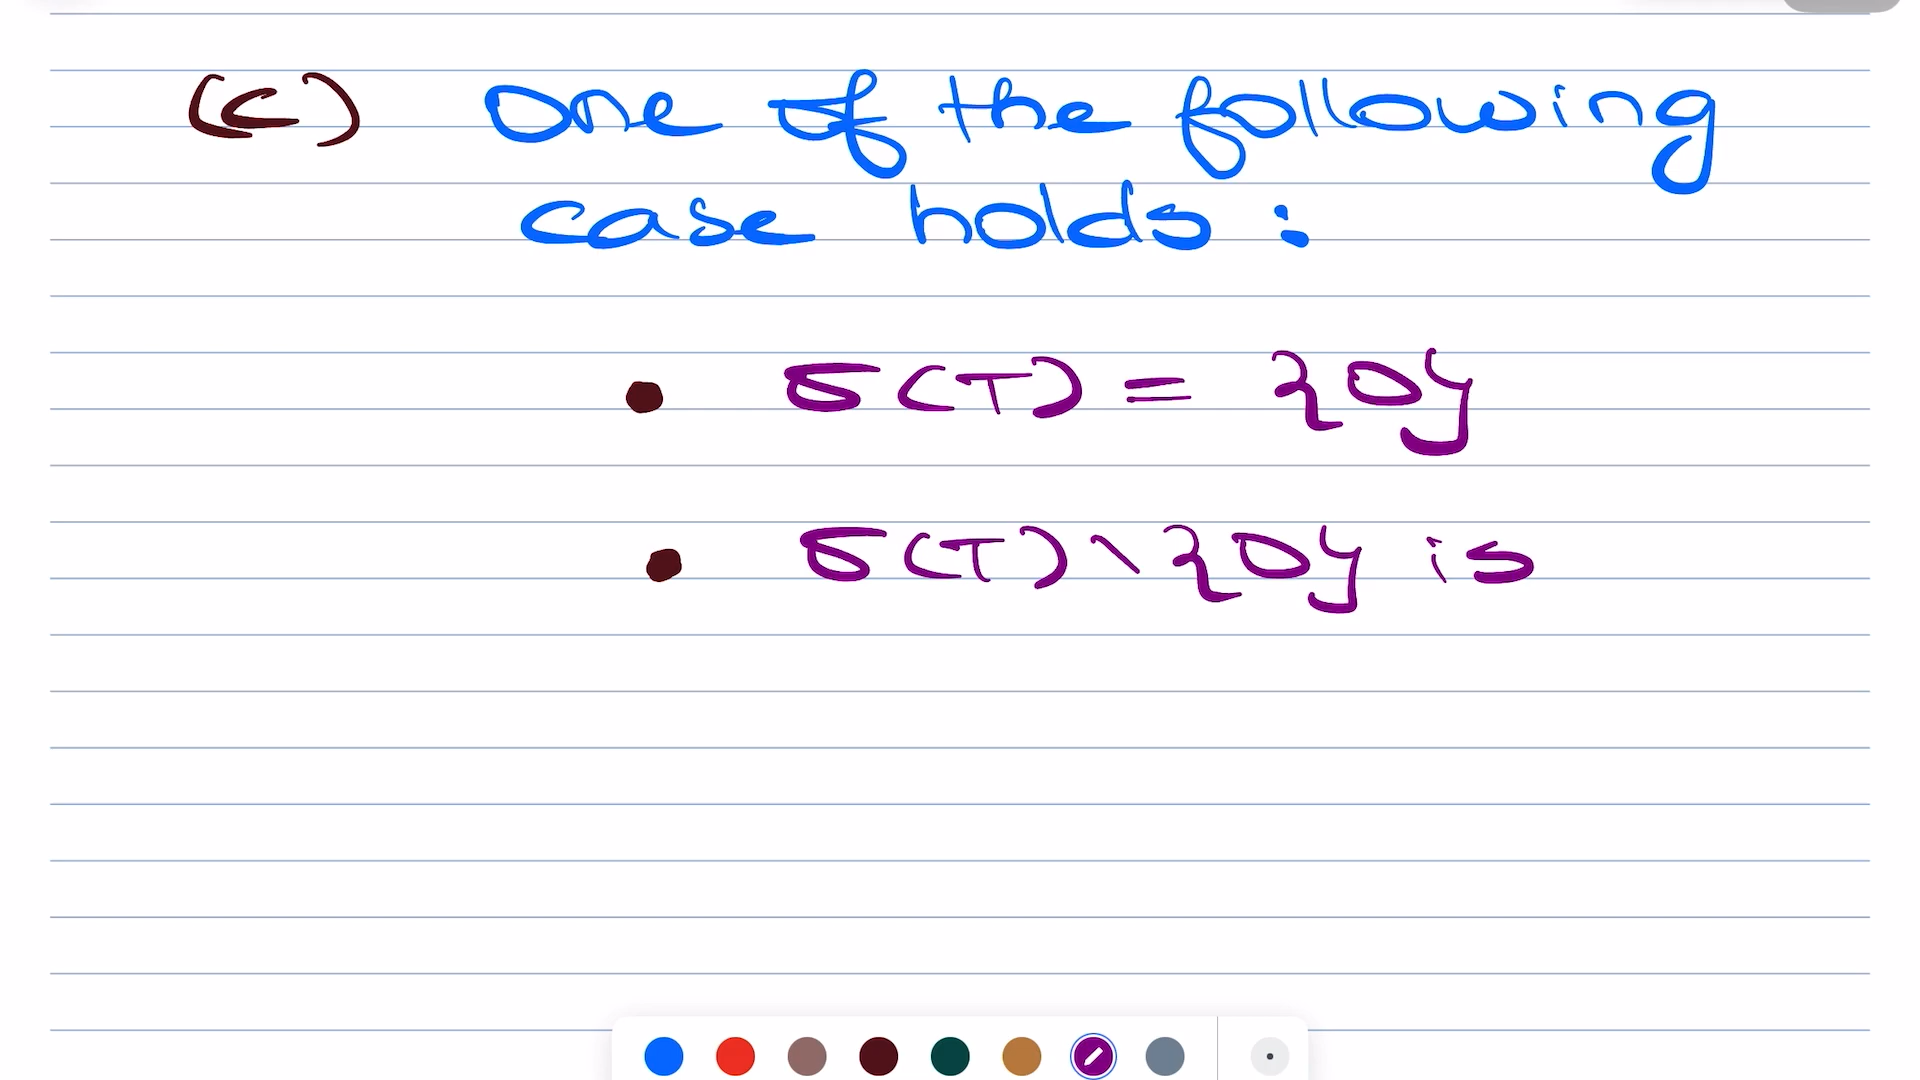 (c) One of the following
case holds :
• σ(T) = {0}
• σ(T) \ {0} is